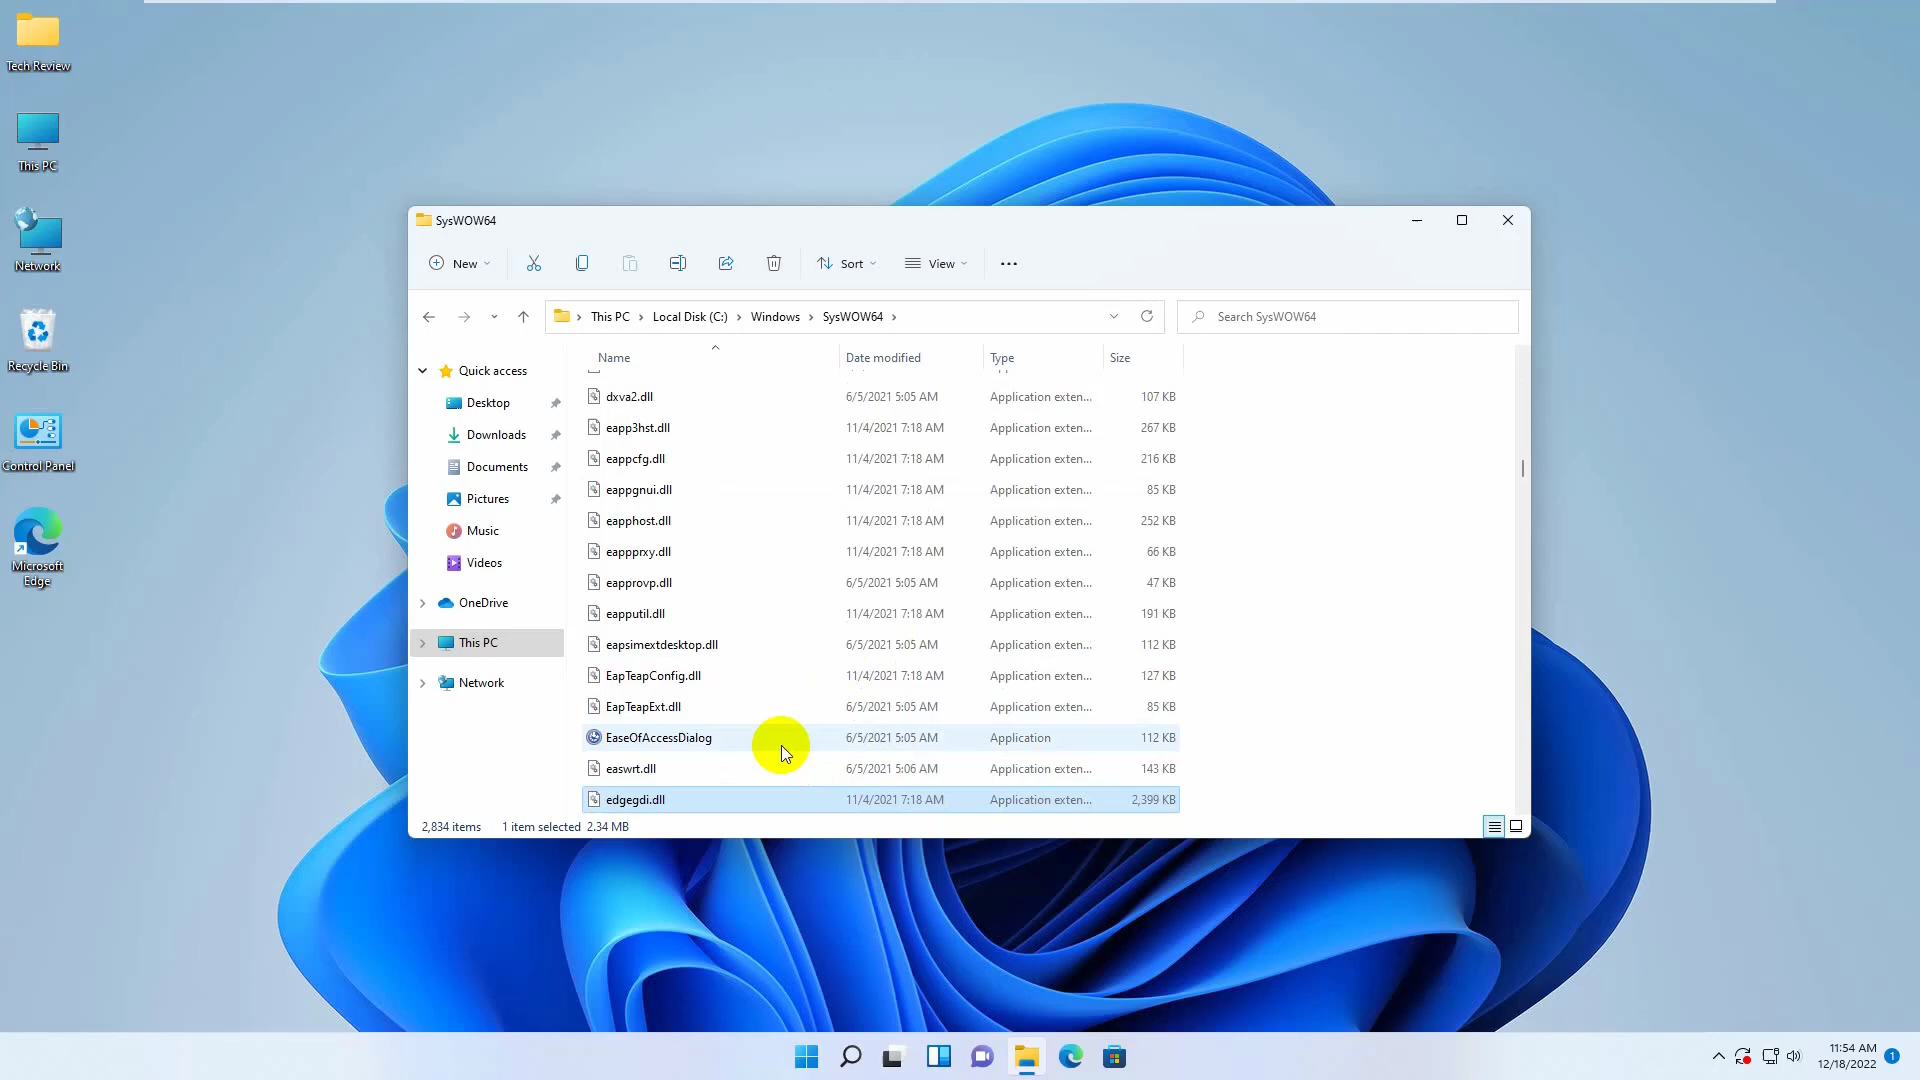 Tech Review
This PC
Network
Recycle Bin
Control Panel
Microsoft
Edge
SysWOW64
New
Sort
View
This PC
Local Disk (C:)
Windows
SysWOW64
Search SysWOW64
Quick access
Desktop
Downloads
Documents
Pictures
Music
Videos
OneDrive
This PC
Network
Name Date modified Type Size
dxva2.dll 6/5/2021 5:05 AM Application exten... 107 KB
eapp3hst.dll 11/4/2021 7:18 AM Application exten... 267 KB
eappcfg.dll 11/4/2021 7:18 AM Application exten... 216 KB
eappgnui.dll 11/4/2021 7:18 AM Application exten... 85 KB
eapphost.dll 11/4/2021 7:18 AM Application exten... 252 KB
eappprxy.dll 11/4/2021 7:18 AM Application exten... 66 KB
eapprovp.dll 6/5/2021 5:05 AM Application exten... 47 KB
eapputil.dll 11/4/2021 7:18 AM Application exten... 191 KB
eapsimextdesktop.dll 6/5/2021 5:05 AM Application exten... 112 KB
EapTeapConfig.dll 11/4/2021 7:18 AM Application exten... 127 KB
EapTeapExt.dll 6/5/2021 5:05 AM Application exten... 85 KB
EaseOfAccessDialog 6/5/2021 5:05 AM Application 112 KB
easwrt.dll 6/5/2021 5:06 AM Application exten... 143 KB
edgegdi.dll 11/4/2021 7:18 AM Application exten... 2,399 KB
2,834 items 1 item selected 2.34 MB
11:54 AM
12/18/2022
1